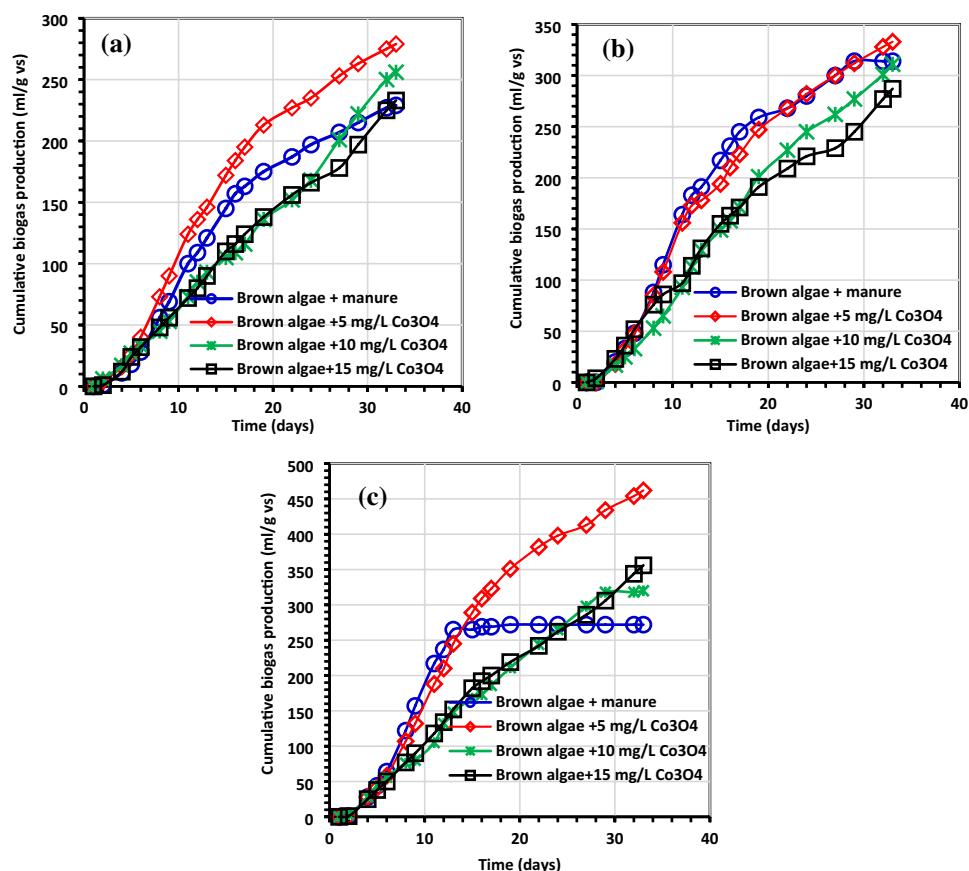 (a)
Cumulative biogas production (ml/g vs)
300
250
200
150
100
50
0
Brown algae + manure
Brown algae +5 mg/L Co3O4
Brown algae +10 mg/L Co3O4
Brown algae+15 mg/L Co3O4
0 10 20 30 40
Time (days)
(b)
Cumulative biogas production (ml/g vs)
350
300
250
200
150
100
50
0
Brown algae + manure
Brown algae +5 mg/L Co3O4
Brown algae +10 mg/L Co3O4
Brown algae+15 mg/L Co3O4
0 10 20 30 40
Time (days)
(c)
Cumulative biogas production (ml/g vs)
500
450
400
350
300
250
200
150
100
50
0
Brown algae + manure
Brown algae +5 mg/L Co3O4
Brown algae +10 mg/L Co3O4
Brown algae+15 mg/L Co3O4
0 10 20 30 40
Time (days)